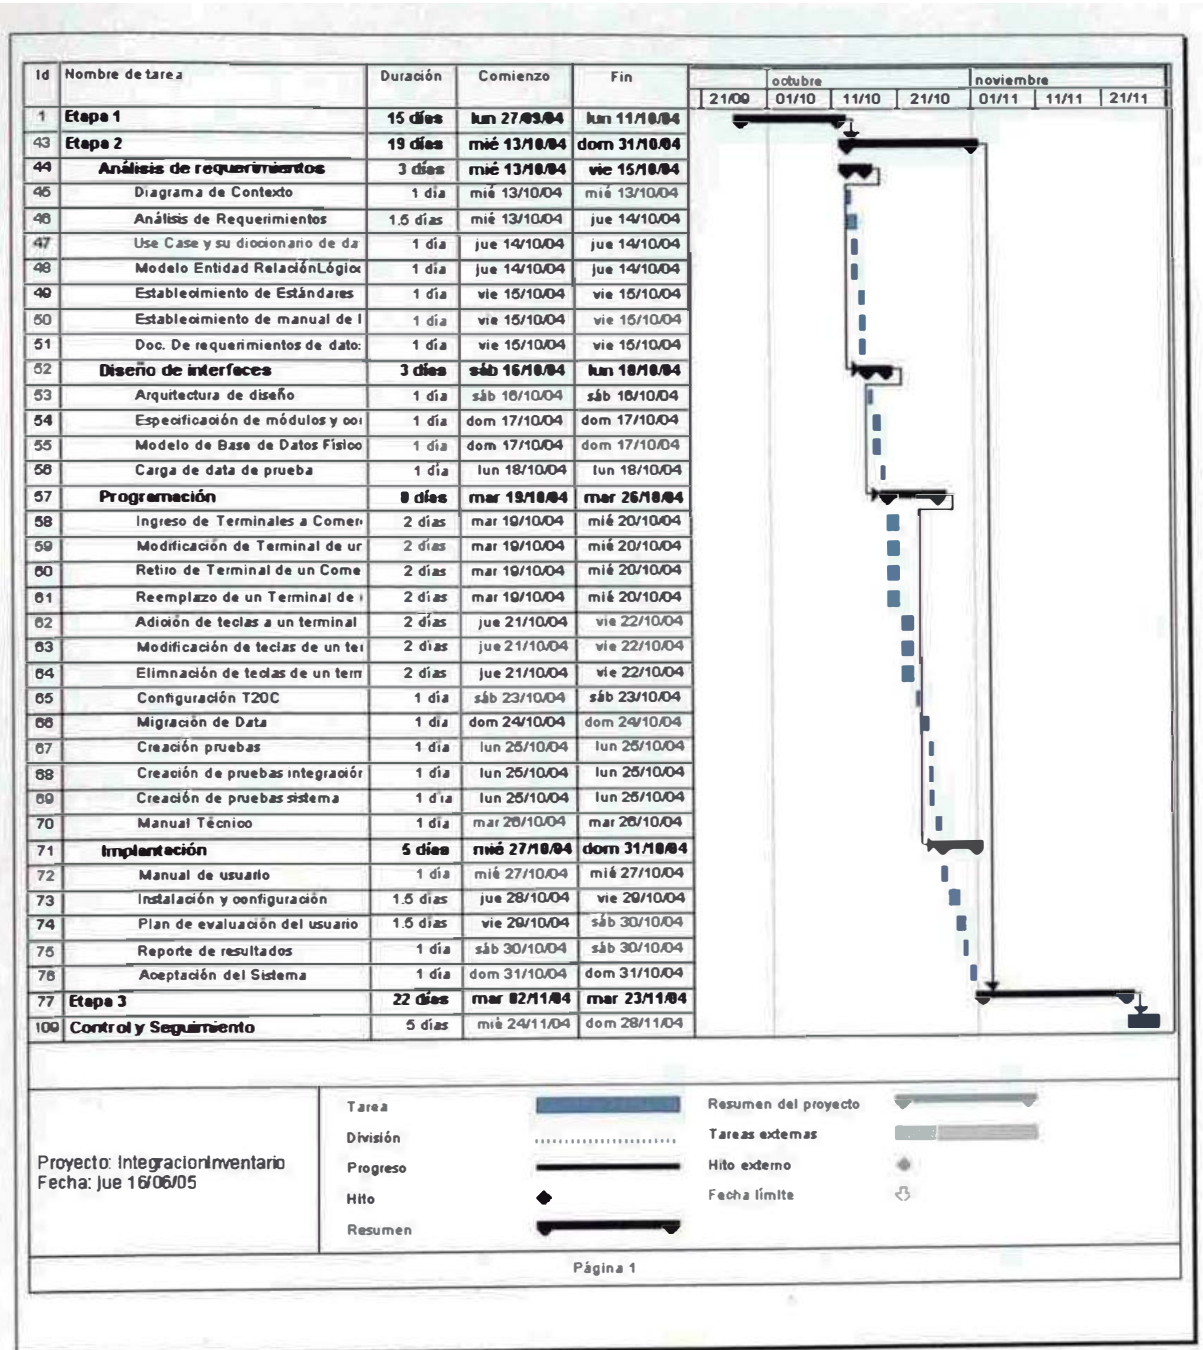 Id Nombre de tarea Duración Comienzo Fin octubre noviembre
21/09 01/10 11/10 21/10 01/11 11/11 21/11
1 Etapa 1 15 días lun 27/09/04 lun 11/10/04
43 Etapa 2 19 días mié 13/10/04 dom 31/10/04
44 Análisis de requerimientos 3 días mié 13/10/04 vie 15/10/04
45 Diagrama de Contexto 1 día mié 13/10/04 mié 13/10/04
46 Análisis de Requerimientos 1.5 días mié 13/10/04 jue 14/10/04
47 Use Case y su diocionario de da 1 día jue 14/10/04 jue 14/10/04
48 Modelo Entidad RelaciónLógico 1 día jue 14/10/04 jue 14/10/04
49 Establecimiento de Estándares 1 día vie 15/10/04 vie 15/10/04
50 Establecimiento de manual de l 1 día vie 15/10/04 vie 15/10/04
51 Doc. De requerimientos de dato: 1 día vie 15/10/04 vie 15/10/04
52 Diseño de interfaces 3 días sáb 16/10/04 lun 18/10/04
53 Arquitectura de diseño 1 día sáb 16/10/04 sáb 16/10/04
54 Especificación de módulos y cor 1 día dom 17/10/04 dom 17/10/04
55 Modelo de Base de Datos Físico 1 día dom 17/10/04 dom 17/10/04
56 Carga de data de prueba 1 día lun 18/10/04 lun 18/10/04
57 Programación 8 días mar 19/10/04 mar 26/10/04
58 Ingreso de Terminales a Comer 2 días mar 19/10/04 mié 20/10/04
59 Modificación de Terminal de ur 2 días mar 19/10/04 mié 20/10/04
60 Retiro de Terminal de un Come 2 días mar 19/10/04 mié 20/10/04
61 Reemplazo de un Terminal de 2 días mar 19/10/04 mié 20/10/04
62 Adición de teclas a un terminal 2 días jue 21/10/04 vie 22/10/04
63 Modificación de teclas de un ter 2 días jue 21/10/04 vie 22/10/04
64 Elimnación de teclas de un term 2 días jue 21/10/04 vie 22/10/04
65 Configuración T20C 1 día sáb 23/10/04 sáb 23/10/04
66 Migración de Data 1 día dom 24/10/04 dom 24/10/04
67 Creación pruebas 1 día lun 25/10/04 lun 25/10/04
68 Creación de pruebas integración 1 día lun 25/10/04 lun 25/10/04
69 Creación de pruebas sistema 1 día lun 25/10/04 lun 25/10/04
70 Manual Técnico 1 día mar 26/10/04 mar 26/10/04
71 Implantación 5 días mié 27/10/04 dom 31/10/04
72 Manual de usuario 1 día mié 27/10/04 mié 27/10/04
73 Instalación y configuración 1.5 días jue 28/10/04 vie 29/10/04
74 Plan de evaluación del usuario 1.5 días vie 29/10/04 sáb 30/10/04
75 Reporte de resultados 1 día sáb 30/10/04 sáb 30/10/04
76 Aceptación del Sistema 1 día dom 31/10/04 dom 31/10/04
77 Etapa 3 22 días mar 02/11/04 mar 23/11/04
109 Control y Seguimiento 5 días mié 24/11/04 dom 28/11/04
Proyecto: IntegracionInventario
Fecha: jue 16/06/05
Tarea
División
Progreso
Hito
Resumen
Resumen del proyecto
Tareas externas
Hito externo
Fecha límite
Página 1